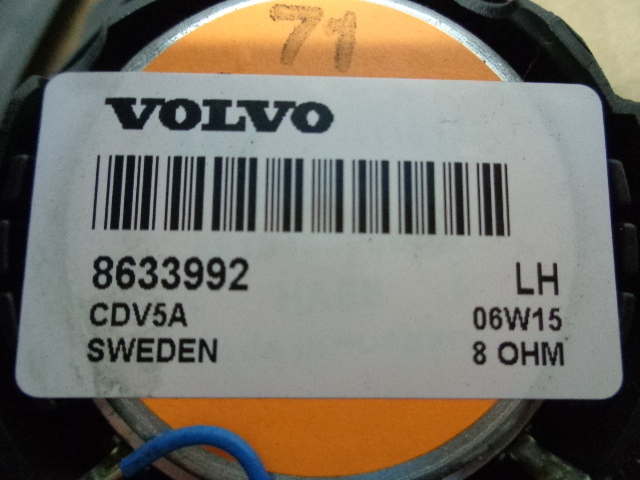 71
VOLVO
8633992 LH
CDV5A 06W15
SWEDEN 8 OHM